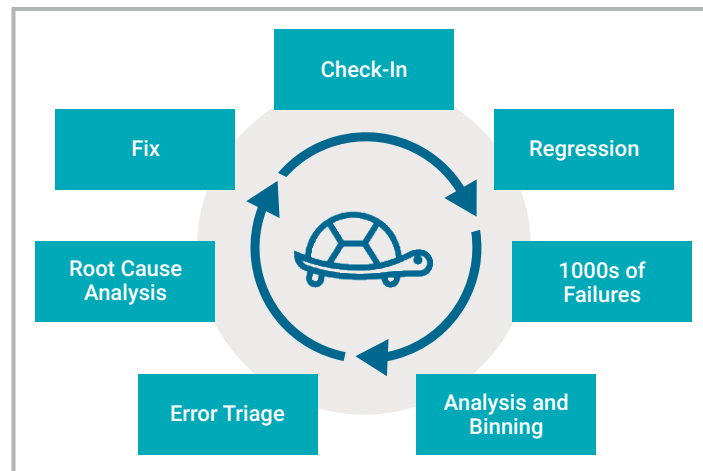 Check-In
Regression
1000s of
Failures
Analysis and
Binning
Error Triage
Root Cause
Analysis
Fix